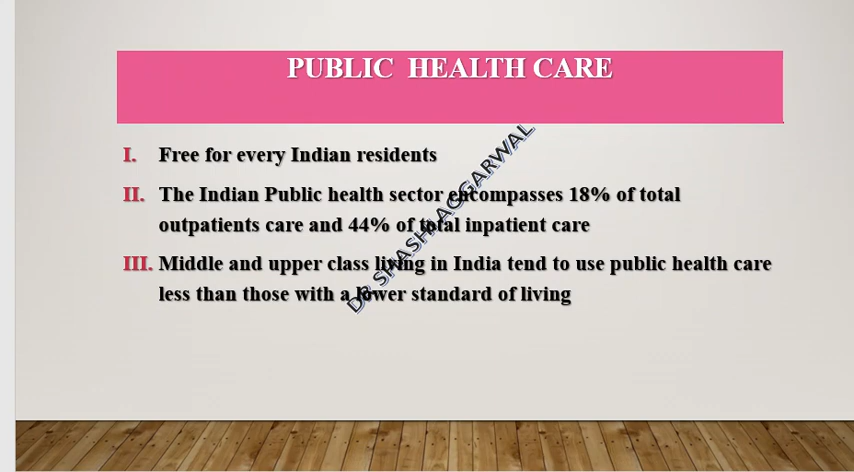 PUBLIC HEALTH CARE
I. Free for every Indian residents
II. The Indian Public health sector encompasses 18% of total
outpatients care and 44% of total inpatient care
III. Middle and upper class living in India tend to use public health care
less than those with a lower standard of living
DR SHASHI AGGARWAL